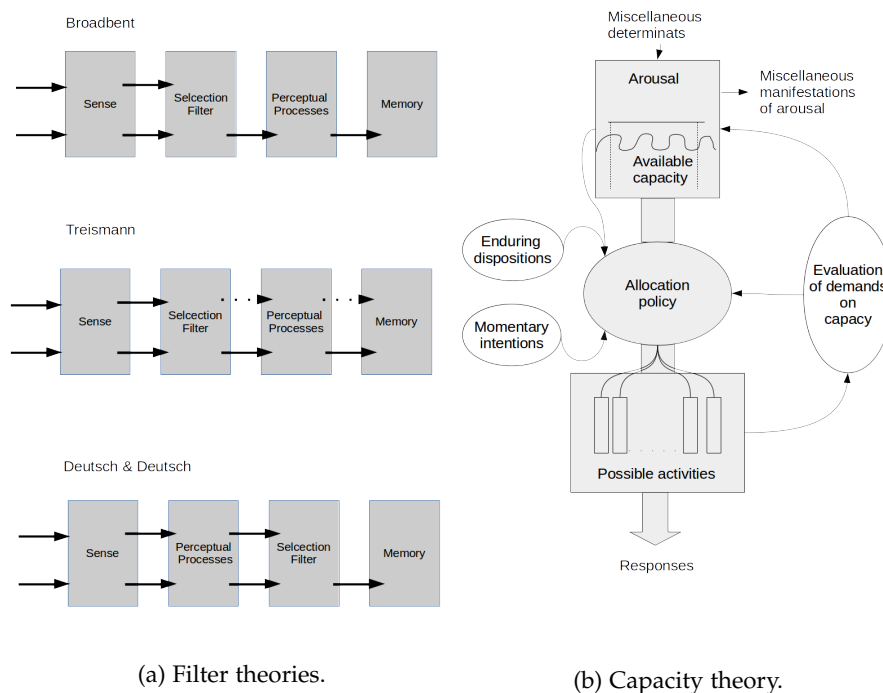 Broadbent
Sense
Selcection
Filter
Perceptual
Processes
Memory
Treismann
Sense
Selcection
Filter
Perceptual
Processes
Memory
Deutsch & Deutsch
Sense
Perceptual
Processes
Selcection
Filter
Memory
(a) Filter theories.
Miscellaneous
determinats
Arousal
Miscellaneous
manifestations
of arousal
Available
capacity
Enduring
dispositions
Allocation
policy
Evaluation
of demands
on
capacy
Momentary
intentions
Possible activities
Responses
(b) Capacity theory.